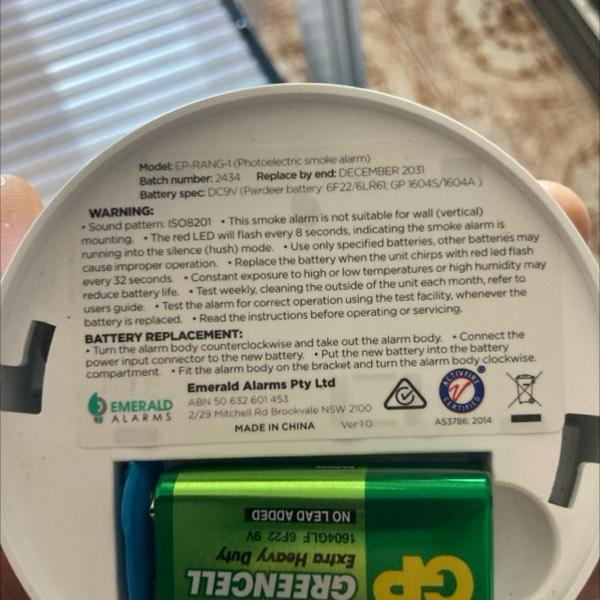 Model: EP-RANG-1 (Photoelectric smoke alarm)
Batch number: 2434 Replace by end: DECEMBER 2031
Battery spec: DC9V (Pairdeer battery 6F22/6LR61; GP 1604S/1604A)
WARNING:
• Sound pattern: ISO8201 • This smoke alarm is not suitable for wall (vertical)
mounting. • The red LED will flash every 8 seconds, indicating the smoke alarm is
running into the silence (hush) mode. • Use only specified batteries, other batteries may
cause improper operation. • Replace the battery when the unit chirps with red led flash
every 32 seconds. • Constant exposure to high or low temperatures or high humidity may
reduce battery life. • Test weekly, cleaning the outside of the unit each month, refer to
users guide. • Test the alarm for correct operation using the test facility, whenever the
battery is replaced. • Read the instructions before operating or servicing.
BATTERY REPLACEMENT:
• Turn the alarm body counterclockwise and take out the alarm body. • Connect the
power input connector to the new battery. • Put the new battery into the battery
compartment. • Fit the alarm body on the bracket and turn the alarm body clockwise.
EMERALD
ALARMS
Emerald Alarms Pty Ltd
ABN 50 632 601 453
2/29 Mitchell Rd Brookvale NSW 2100
MADE IN CHINA Ver 1.0
ACTIVFIRE
CERTIFIED
AS3786: 2014
NO LEAD ADDED
1604GLF 6F22 9V
Extra Heavy Duty
GREENCELL
GP